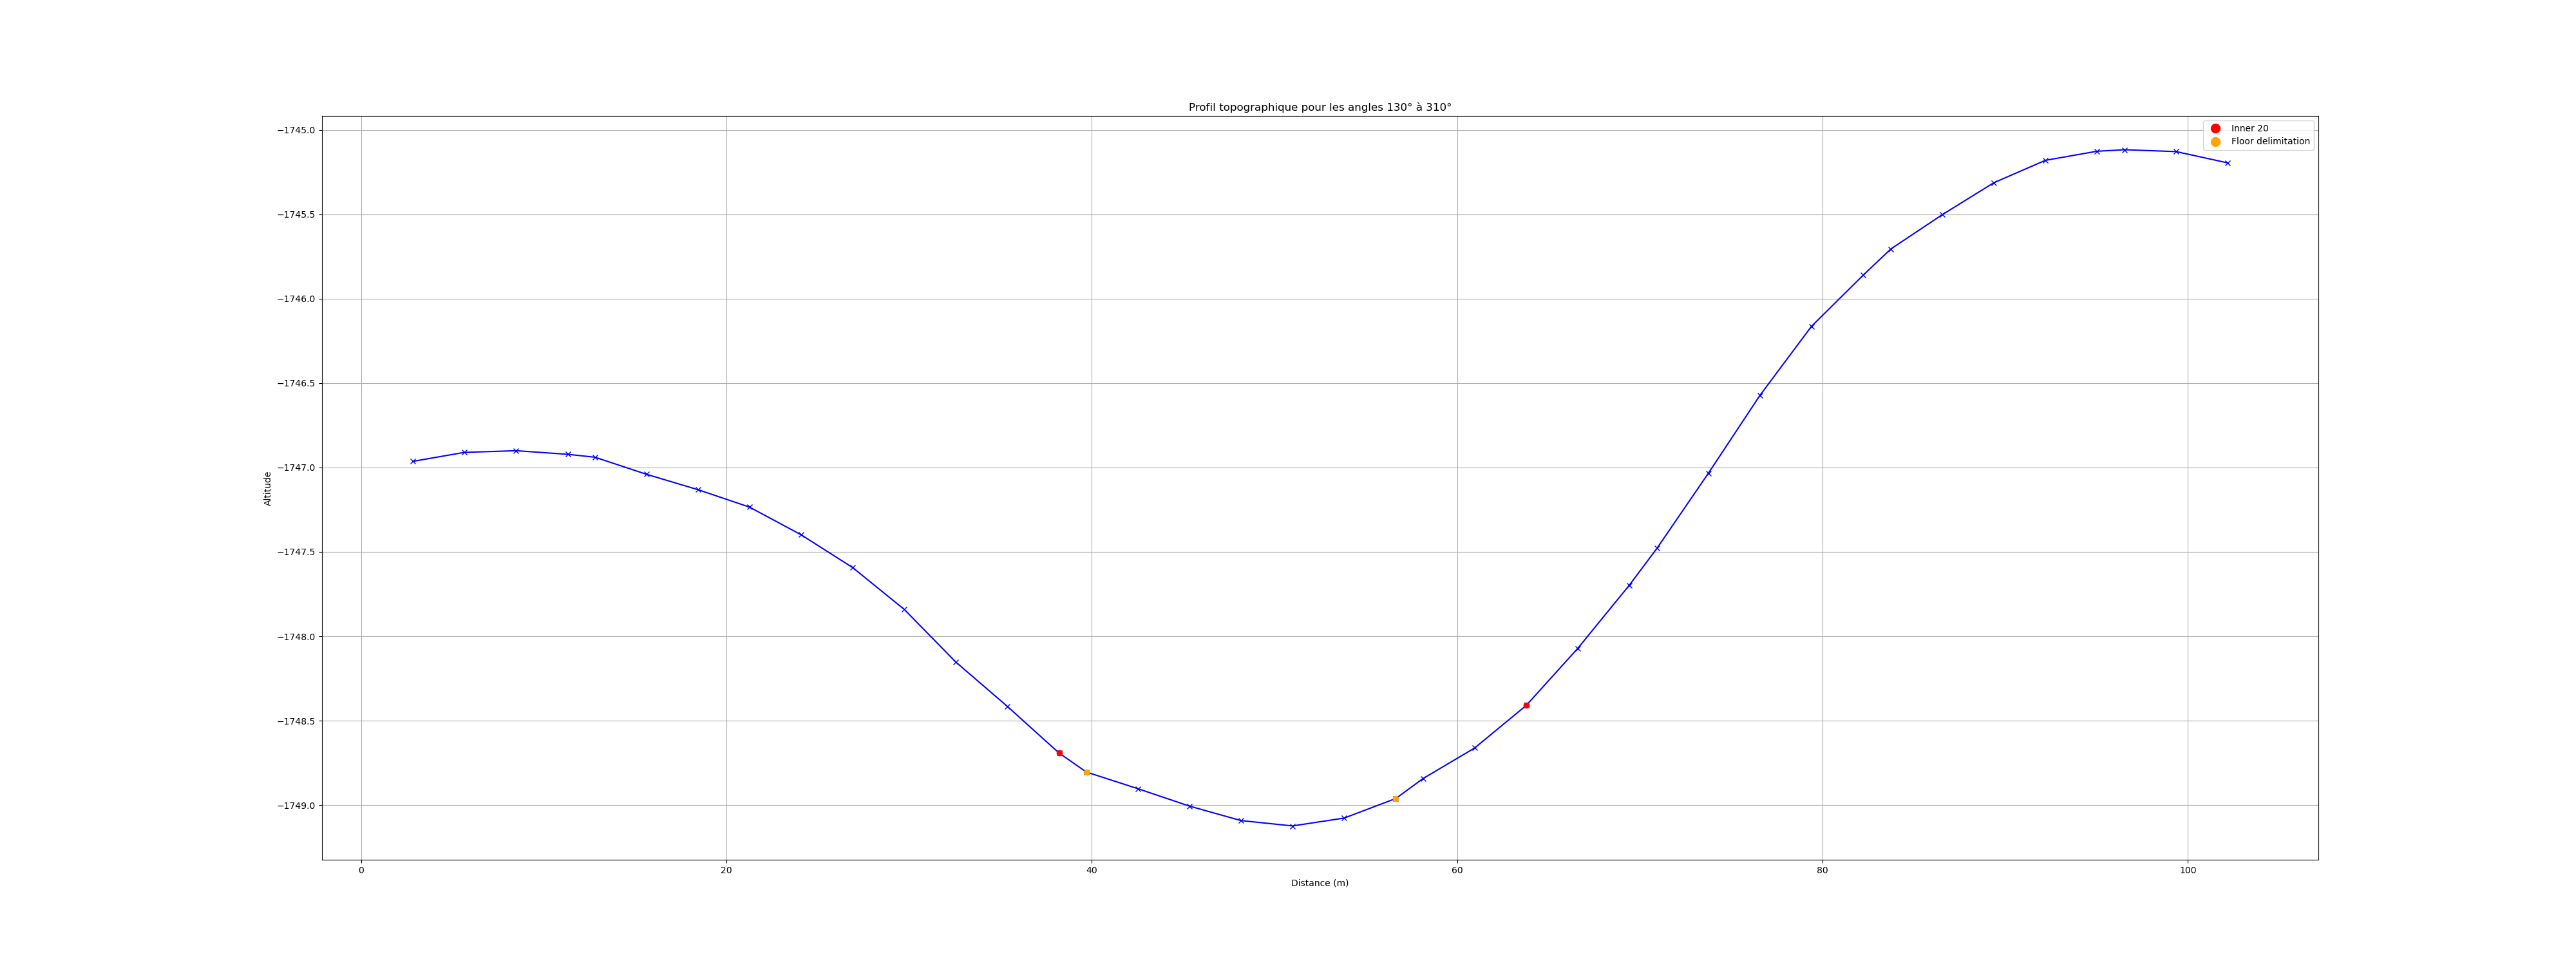 Profil topographique pour les angles 130° à 310°
Inner 20
Floor delimitation
−1745.0
−1745.5
−1746.0
−1746.5
−1747.0
−1747.5
−1748.0
−1748.5
−1749.0
Altitude
0 20 40 60 80 100
Distance (m)